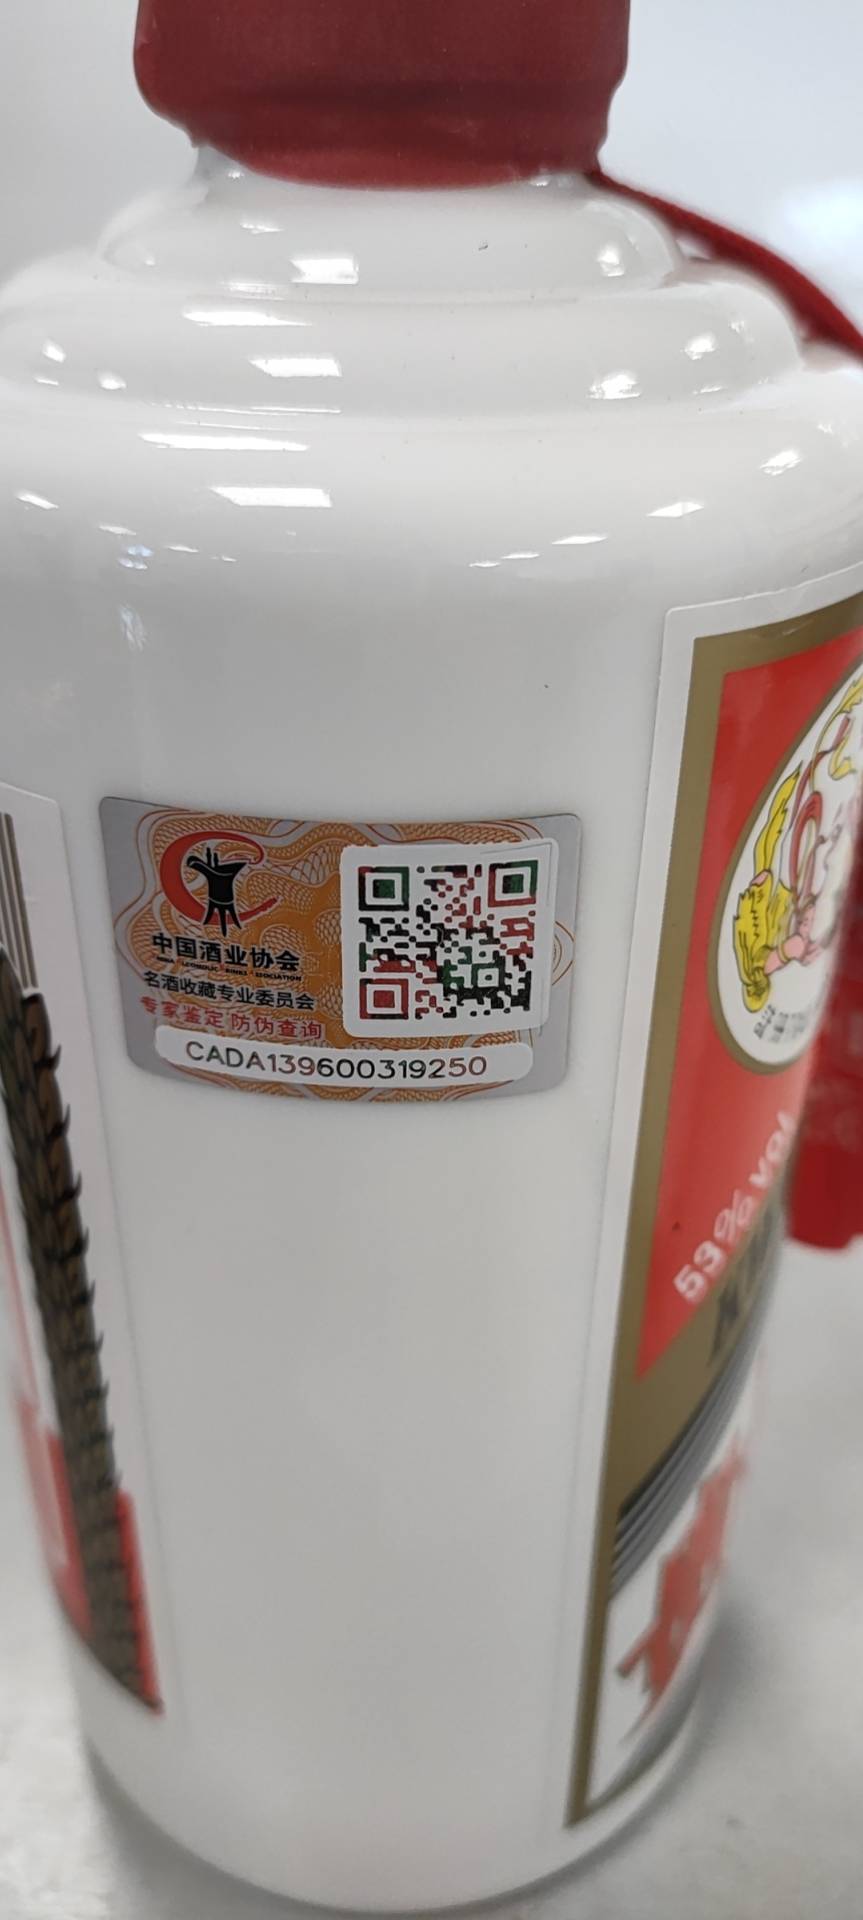 中国酒业协会
名酒收藏专业委员会
专家鉴定 防伪查询
CADA139600319250
53% VOL